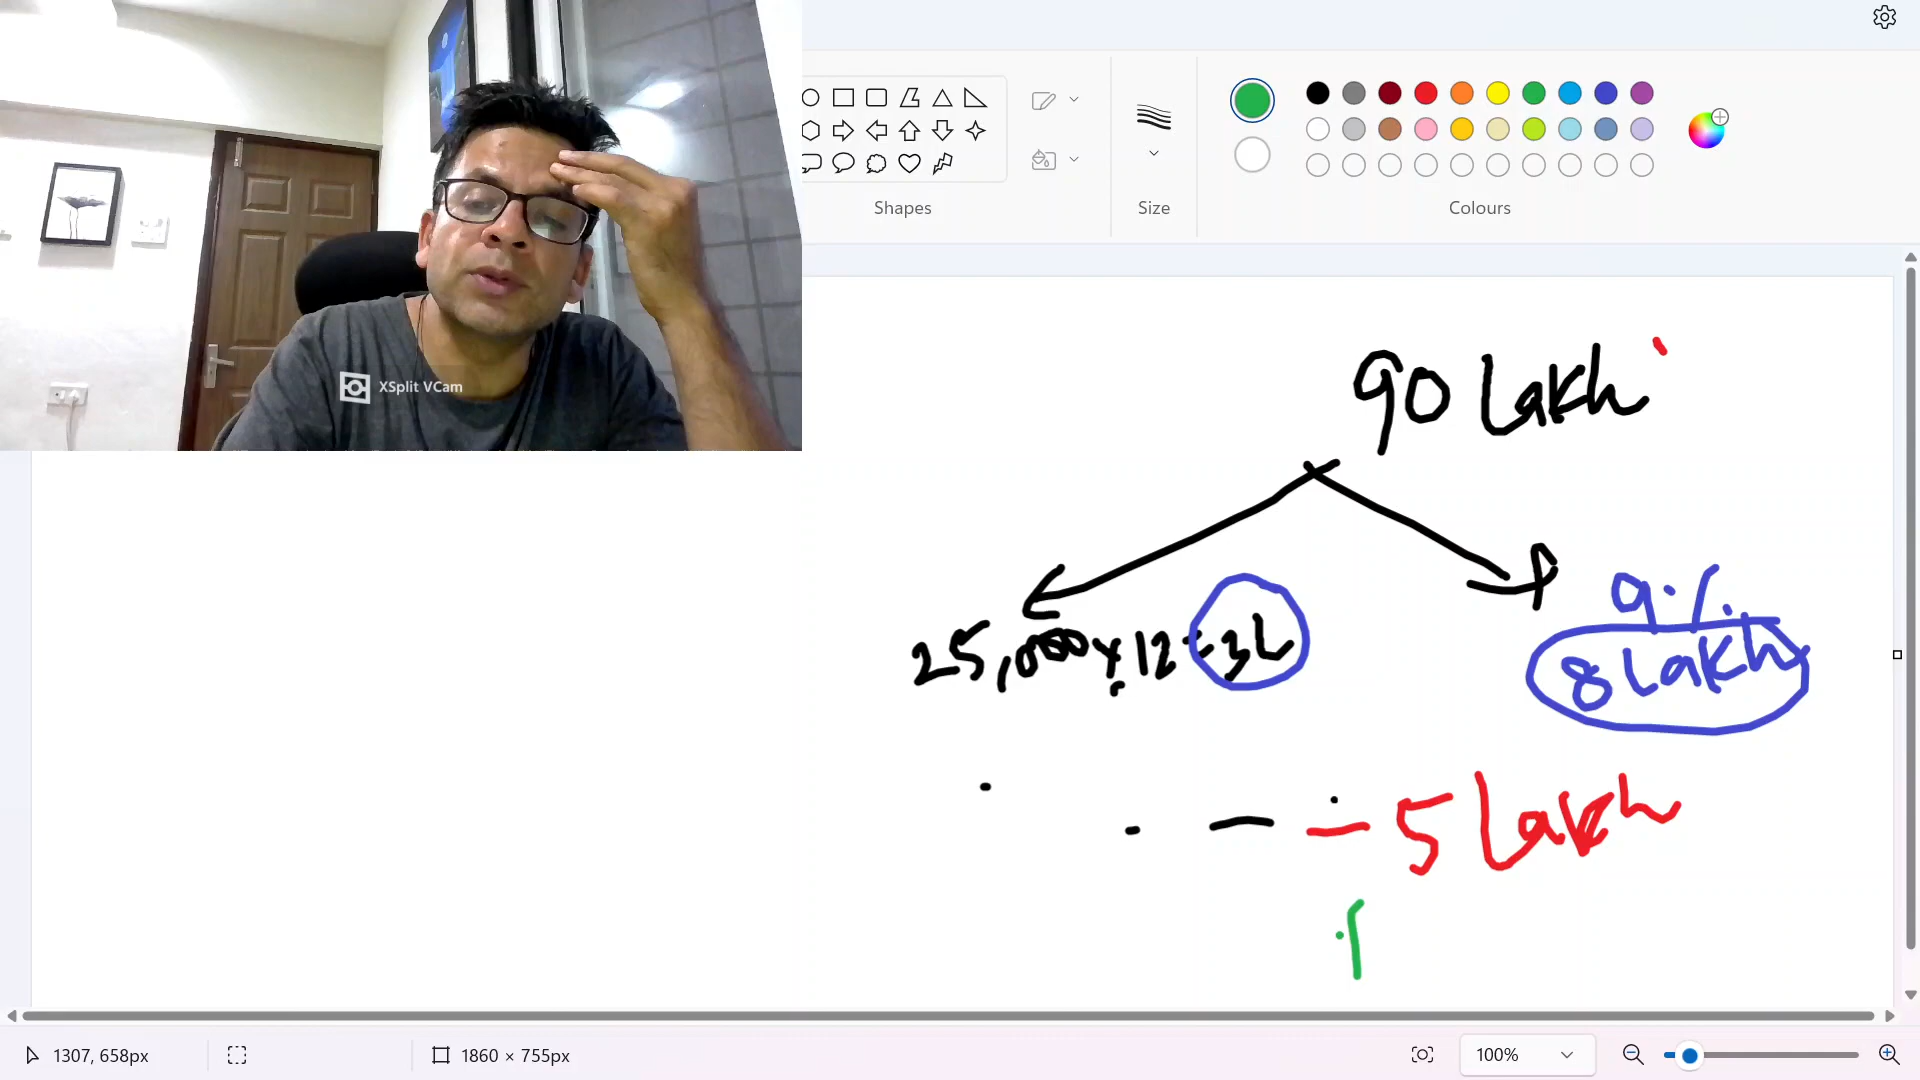 XSplit VCam
Shapes
Size
Colours
90 Lakh
25,000 x 12 = 3L
9%
8 Lakh
- 5 Lakh
1307, 658px
1860 × 755px
100%